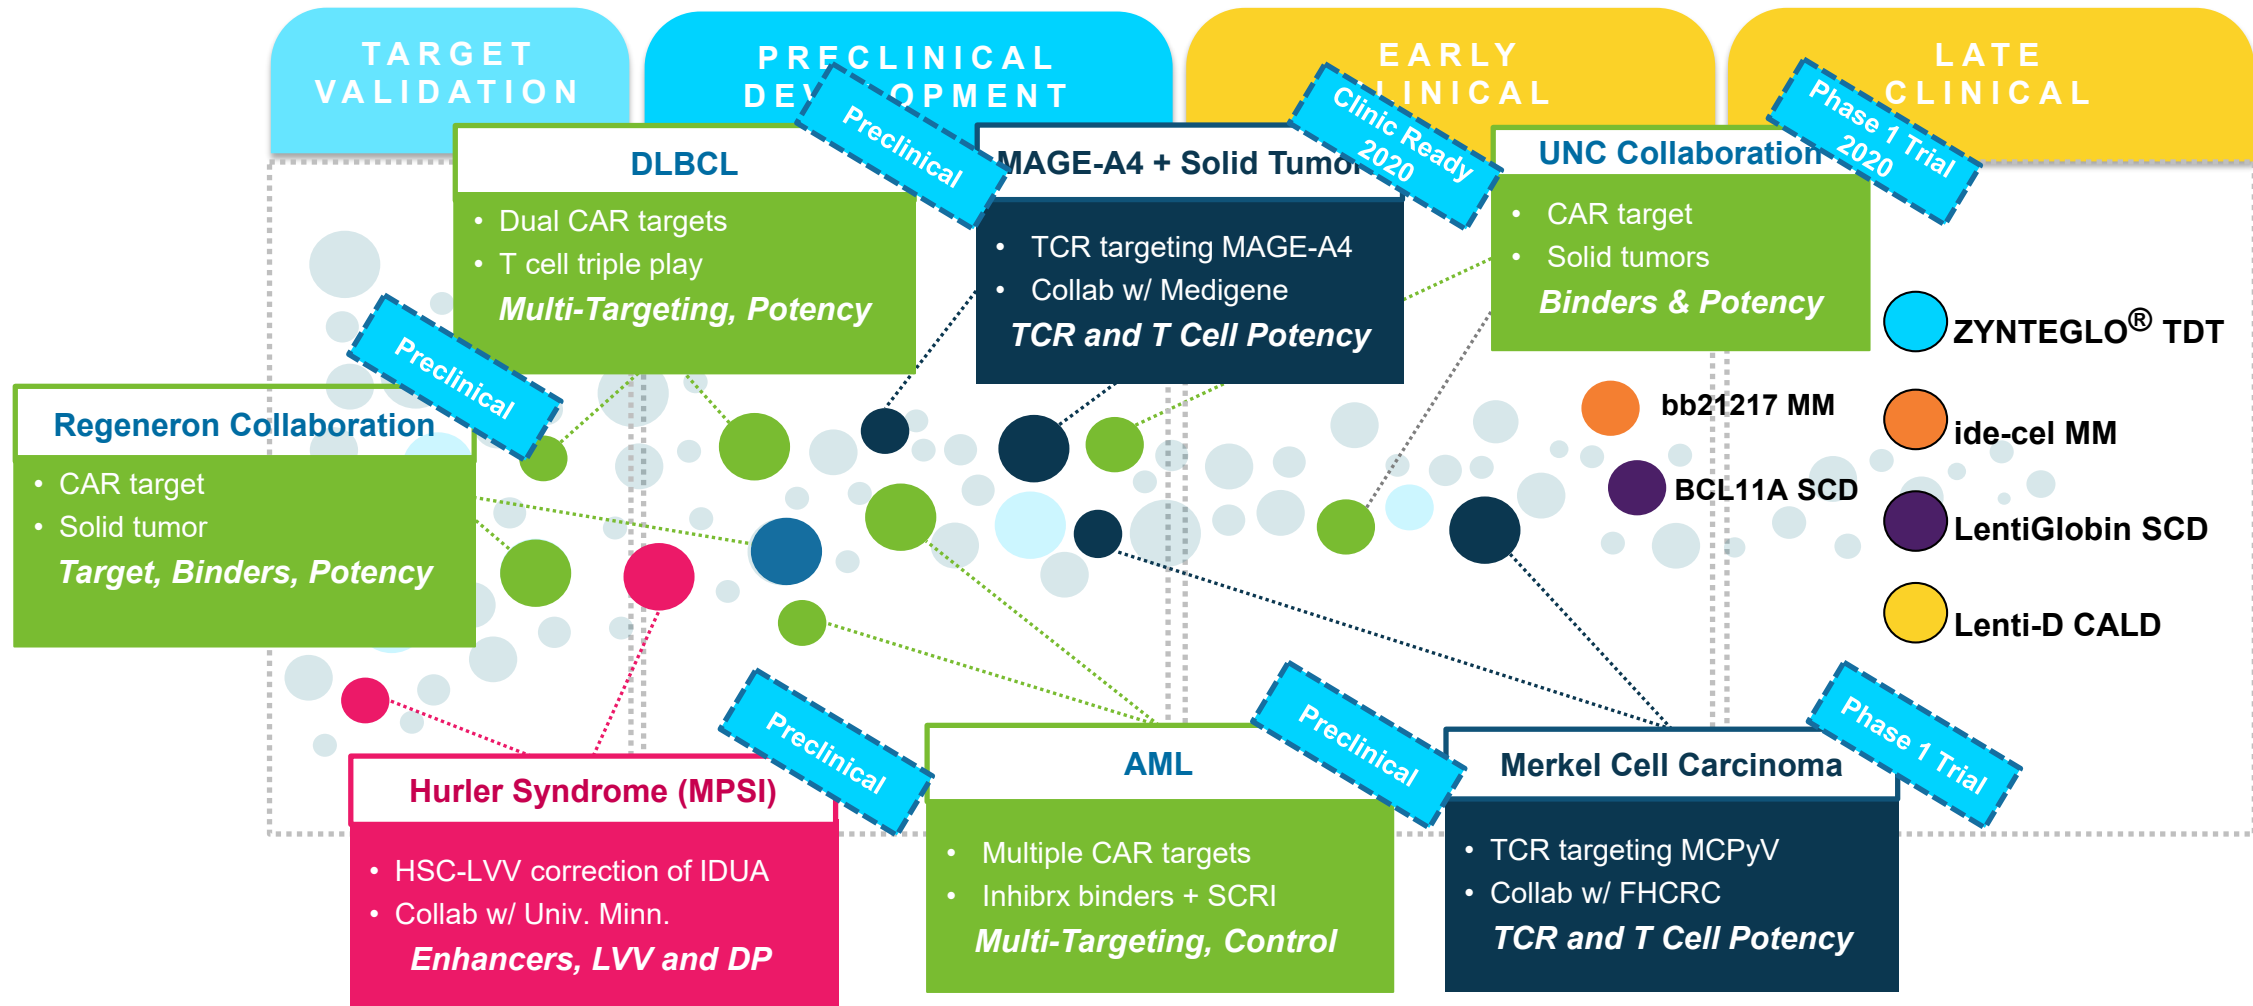 TARGET
VALIDATION
PRECLINICAL
DEVELOPMENT
EARLY
CLINICAL
LATE
CLINICAL
DLBCL
• Dual CAR targets
• T cell triple play
Multi-Targeting, Potency
Preclinical
MAGE-A4 + Solid Tumor
• TCR targeting MAGE-A4
• Collab w/ Medigene
TCR and T Cell Potency
Clinic Ready
2020
UNC Collaboration
• CAR target
• Solid tumors
Binders & Potency
Phase 1 Trial
2020
Regeneron Collaboration
• CAR target
• Solid tumor
Target, Binders, Potency
Preclinical
ZYNTEGLO® TDT
bb21217 MM
ide-cel MM
BCL11A SCD
LentiGlobin SCD
Lenti-D CALD
Hurler Syndrome (MPSI)
• HSC-LVV correction of IDUA
• Collab w/ Univ. Minn.
Enhancers, LVV and DP
Preclinical
AML
• Multiple CAR targets
• Inhibrx binders + SCRI
Multi-Targeting, Control
Preclinical
Merkel Cell Carcinoma
• TCR targeting MCPyV
• Collab w/ FHCRC
TCR and T Cell Potency
Phase 1 Trial